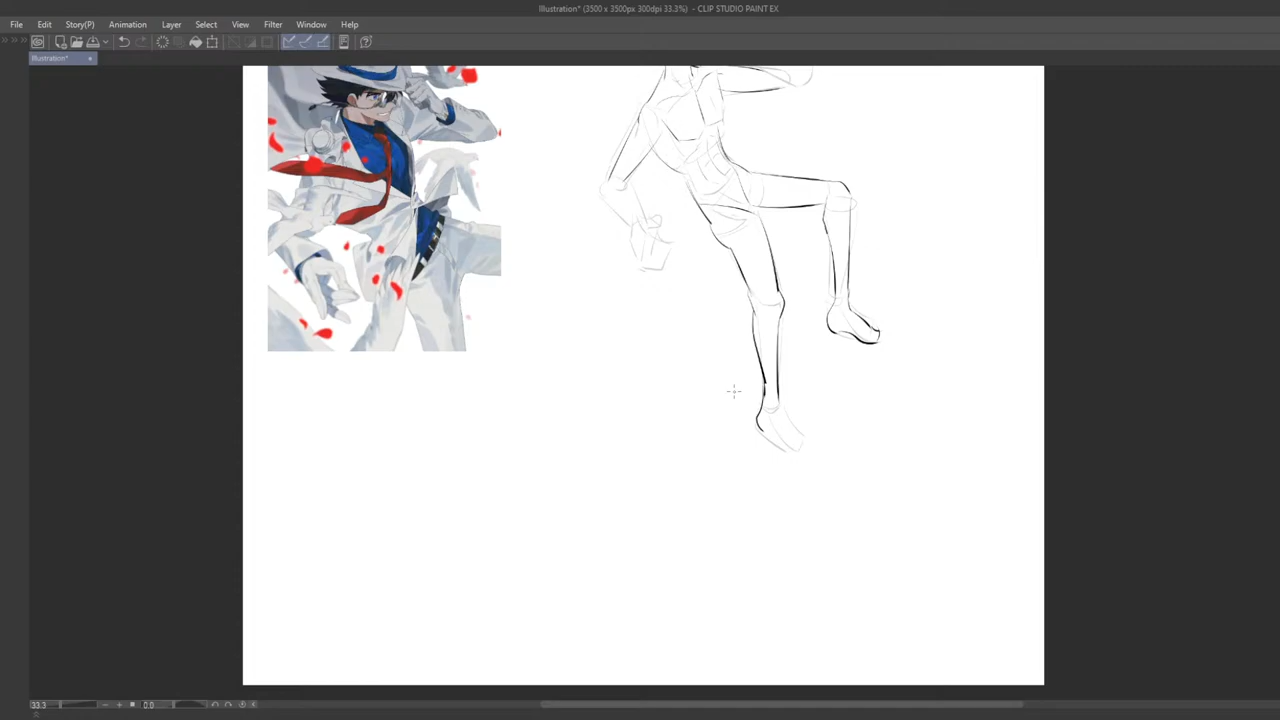 Illustration* (3500 x 3500px 300dpi 33.3%) - CLIP STUDIO PAINT EX
File Edit Story(P) Animation Layer Select View Filter Window Help
Illustration*
33.3 0.0